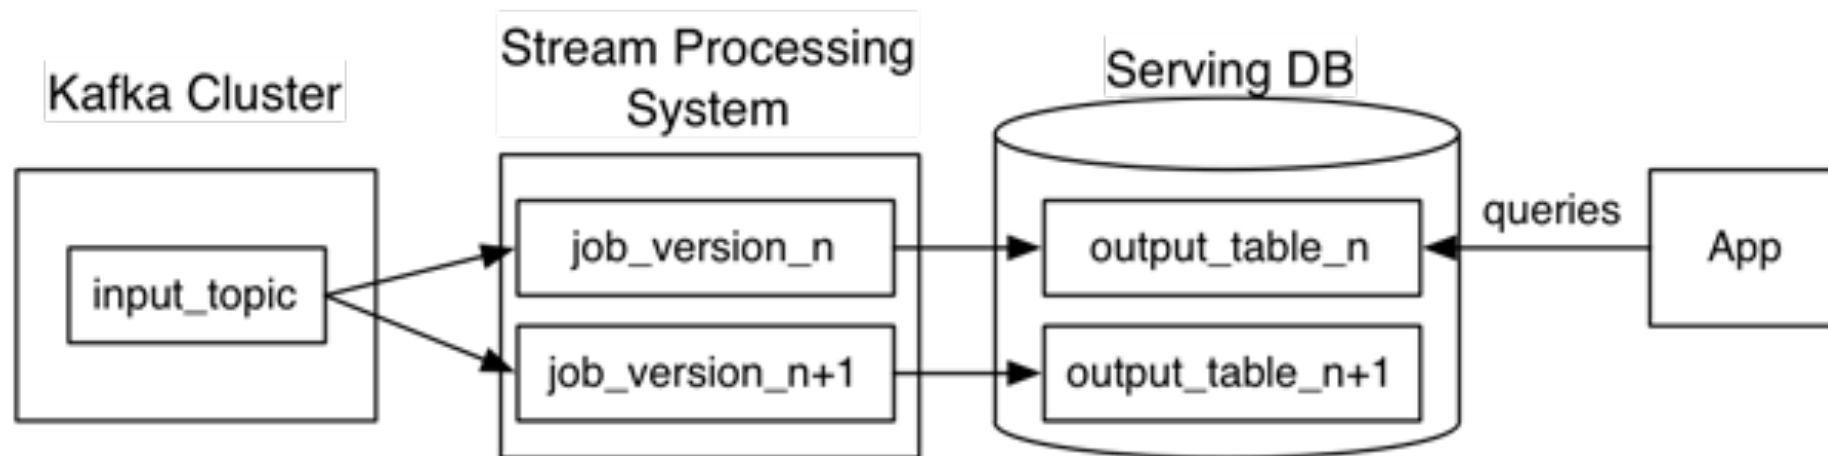 Kafka Cluster
Stream Processing
System
Serving DB
input_topic
job_version_n
job_version_n+1
output_table_n
output_table_n+1
queries
App